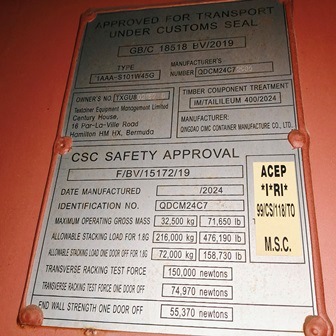 APPROVED FOR TRANSPORT
UNDER CUSTOMS SEAL
GB/C 18518 BV/2019
TYPE
1AAA-S101W45G
MANUFACTURER'S
NUMBER QDCM24C7
OWNER'S NO. YXGU8
Textainer Equipment Management Limited
Century House,
16 Par-La-Ville Road
Hamilton HM HX, Bermuda
TIMBER COMPONENT TREATMENT
IM/TAILILEUM 400/2024
MANUFACTURER:
QINGDAO CIMC CONTAINER MANUFACTURE CO., LTD.
CSC SAFETY APPROVAL
F/BV/15172/19
DATE MANUFACTURED /2024
IDENTIFICATION NO. QDCM24C7
MAXIMUM OPERATING GROSS MASS 32,500 kg 71,650 lb
ALLOWABLE STACKING LOAD FOR 1.8G 216,000 kg 476,190 lb
ALLOWABLE STACKING LOAD ONE DOOR OFF FOR 1.8G 72,000 kg 158,730 lb
TRANSVERSE RACKING TEST FORCE 150,000 newtons
TRANSVERSE RACKING TEST FORCE ONE DOOR OFF 74,970 newtons
END WALL STRENGTH ONE DOOR OFF 55,370 newtons
ACEP
*I*RI*
99/CS/118/TO
M.S.C.